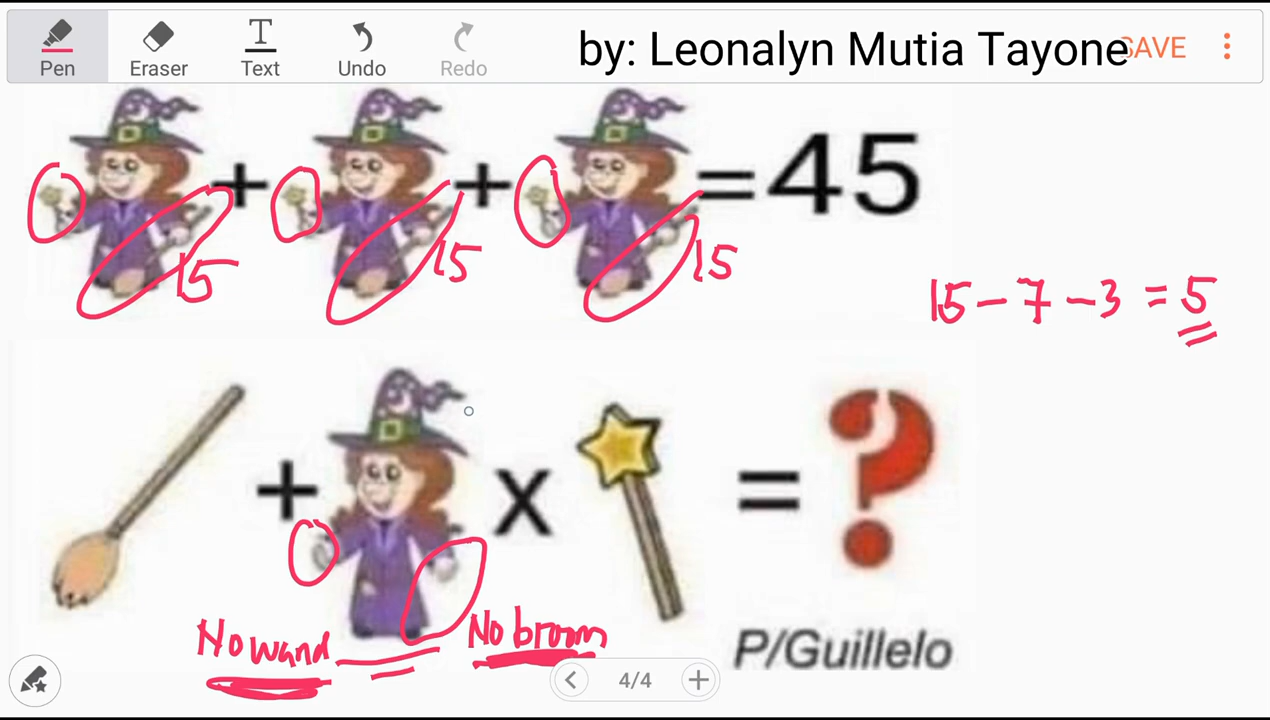 Pen Eraser Text Undo Redo by: Leonalyn Mutia Tayone SAVE
+ + = 45
15 15 15
15 - 7 - 3 = 5
+ x = ?
No wand No broom
P/Guillelo
4/4